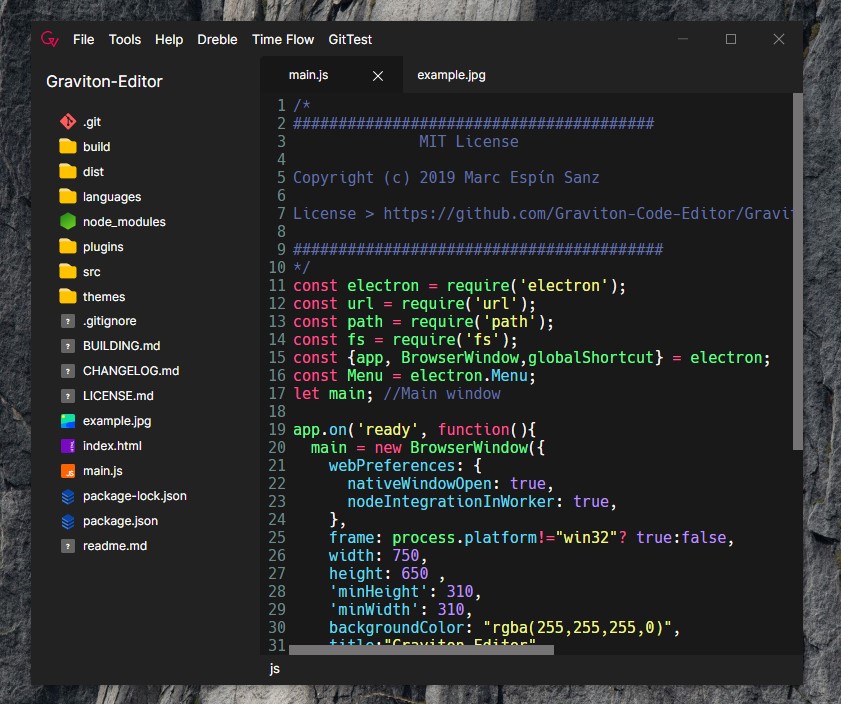 File Tools Help Dreble Time Flow GitTest
Graviton-Editor
.git
build
dist
languages
node_modules
plugins
src
themes
.gitignore
BUILDING.md
CHANGELOG.md
LICENSE.md
example.jpg
index.html
main.js
package-lock.json
package.json
readme.md
main.js example.jpg
1 /*
2 ########################################
3 MIT License
4
5 Copyright (c) 2019 Marc Espín Sanz
6
7 License > https://github.com/Graviton-Code-Editor/Gravit
8
9 #########################################
10 */
11 const electron = require('electron');
12 const url = require('url');
13 const path = require('path');
14 const fs = require('fs');
15 const {app, BrowserWindow,globalShortcut} = electron;
16 const Menu = electron.Menu;
17 let main; //Main window
18
19 app.on('ready', function(){
20 main = new BrowserWindow({
21 webPreferences: {
22 nativeWindowOpen: true,
23 nodeIntegrationInWorker: true,
24 },
25 frame: process.platform!="win32"? true:false,
26 width: 750,
27 height: 650 ,
28 'minHeight': 310,
29 'minWidth': 310,
30 backgroundColor: "rgba(255,255,255,0)",
31 title:"Graviton Editor"
js